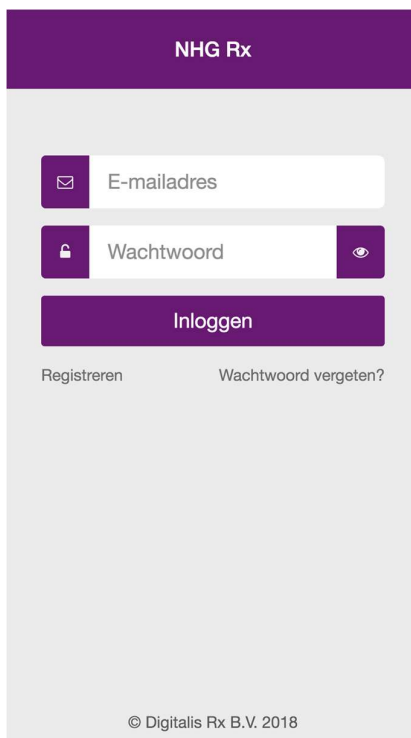 NHG Rx
E-mailadres
Wachtwoord
Inloggen
Registreren Wachtwoord vergeten?
© Digitalis Rx B.V. 2018